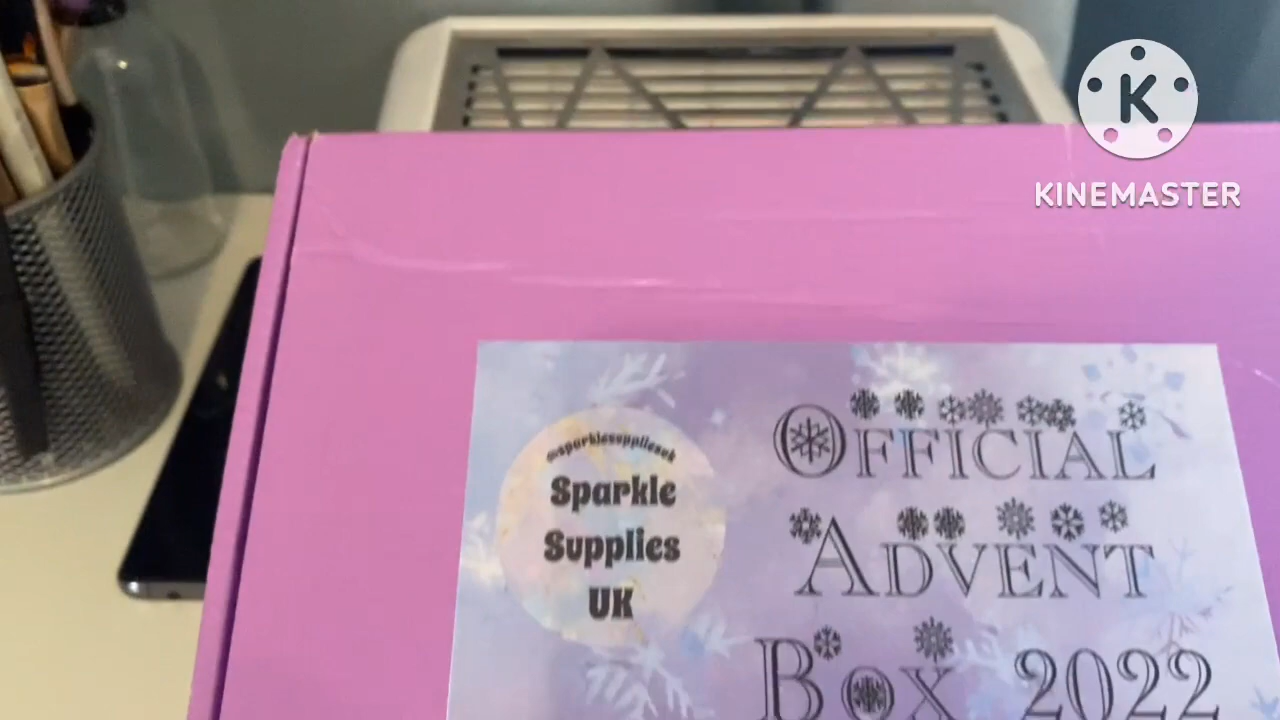 K
KINEMASTER
@sparklesuppliesuk
Sparkle
Supplies
UK
OFFICIAL
ADVENT
BOX 2022